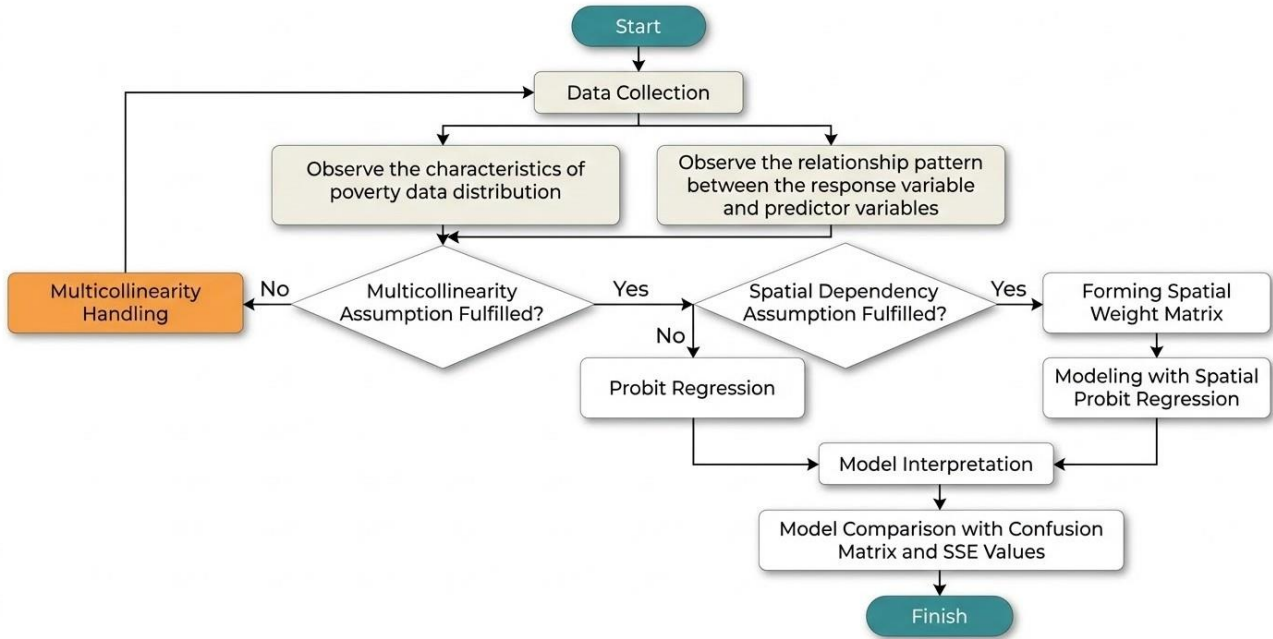 Start
Data Collection
Observe the characteristics of
poverty data distribution
Observe the relationship pattern
between the response variable
and predictor variables
Multicollinearity
Handling
No
Multicollinearity
Assumption Fulfilled?
Yes
Spatial Dependency
Assumption Fulfilled?
Yes
Forming Spatial
Weight Matrix
No
Probit Regression
Modeling with Spatial
Probit Regression
Model Interpretation
Model Comparison with Confusion
Matrix and SSE Values
Finish